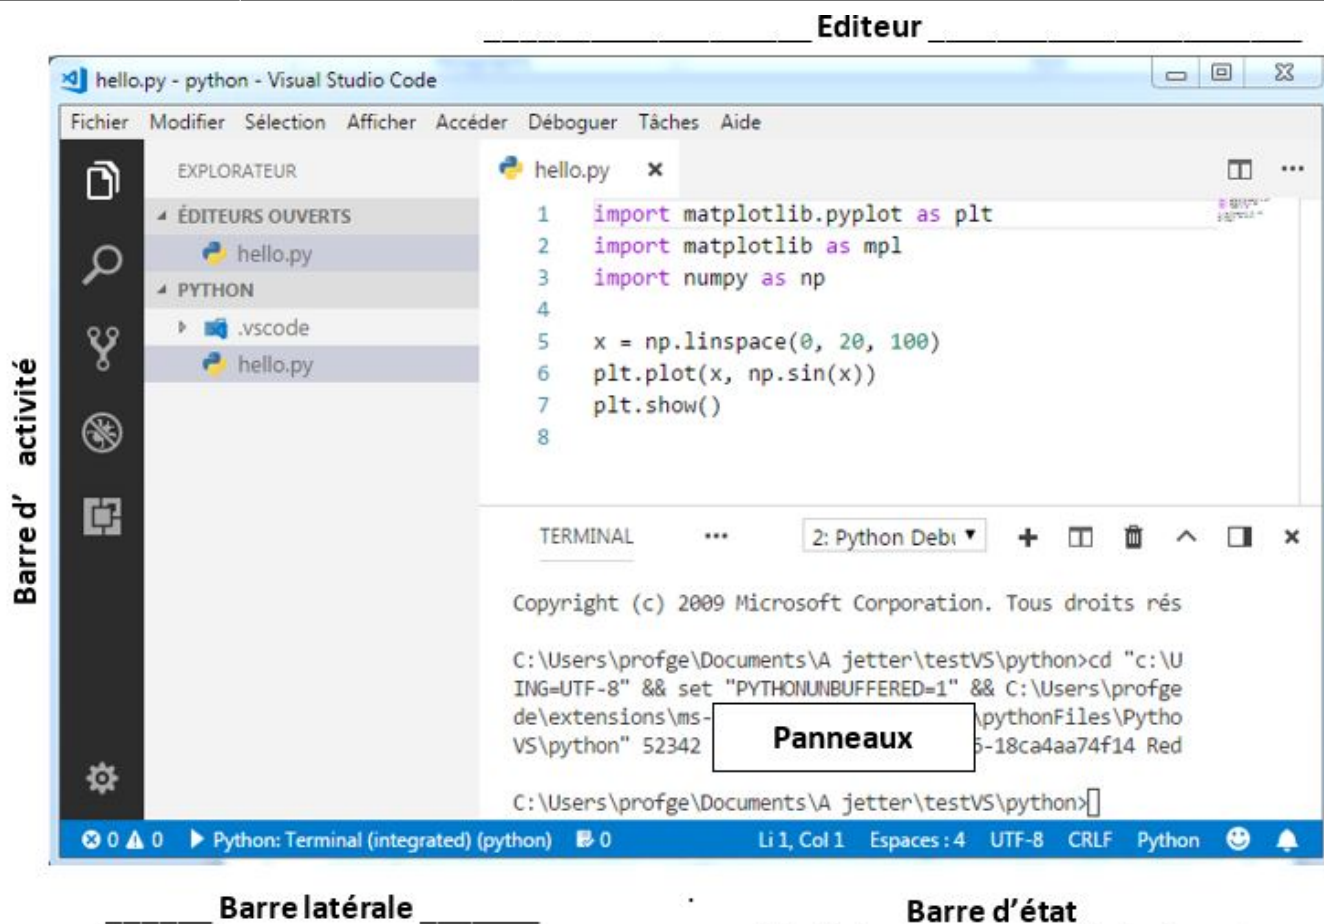 Editeur
hello.py - python - Visual Studio Code
Fichier Modifier Sélection Afficher Accéder Déboguer Tâches Aide
EXPLORATEUR
ÉDITEURS OUVERTS
hello.py
PYTHON
.vscode
hello.py
hello.py
1 import matplotlib.pyplot as plt
2 import matplotlib as mpl
3 import numpy as np
4
5 x = np.linspace(0, 20, 100)
6 plt.plot(x, np.sin(x))
7 plt.show()
8
Barre d' activité
TERMINAL ... 2: Python Debu
Copyright (c) 2009 Microsoft Corporation. Tous droits rés
C:\Users\profge\Documents\A jetter\testVS\python>cd "c:\U
ING=UTF-8" && set "PYTHONUNBUFFERED=1" && C:\Users\profge
de\extensions\ms- \pythonFiles\Pytho
VS\python" 52342 -18ca4aa74f14 Red
Panneaux
C:\Users\profge\Documents\A jetter\testVS\python>
0 0 Python: Terminal (integrated) (python) 0 Li 1, Col 1 Espaces : 4 UTF-8 CRLF Python
Barre latérale
Barre d'état